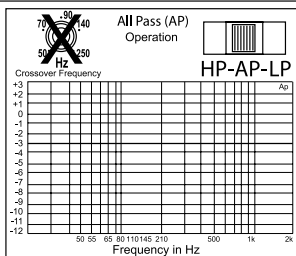 .90
70 140
50 250
Hz
Crossover Frequency
All Pass (AP)
Operation
HP-AP-LP
Ap
+3
+2
+1
0
-1
-2
-3
-4
-5
-6
-7
-8
-9
-10
-11
-12
50 55 65 80 110 145 210 500 1k 2k
Frequency in Hz